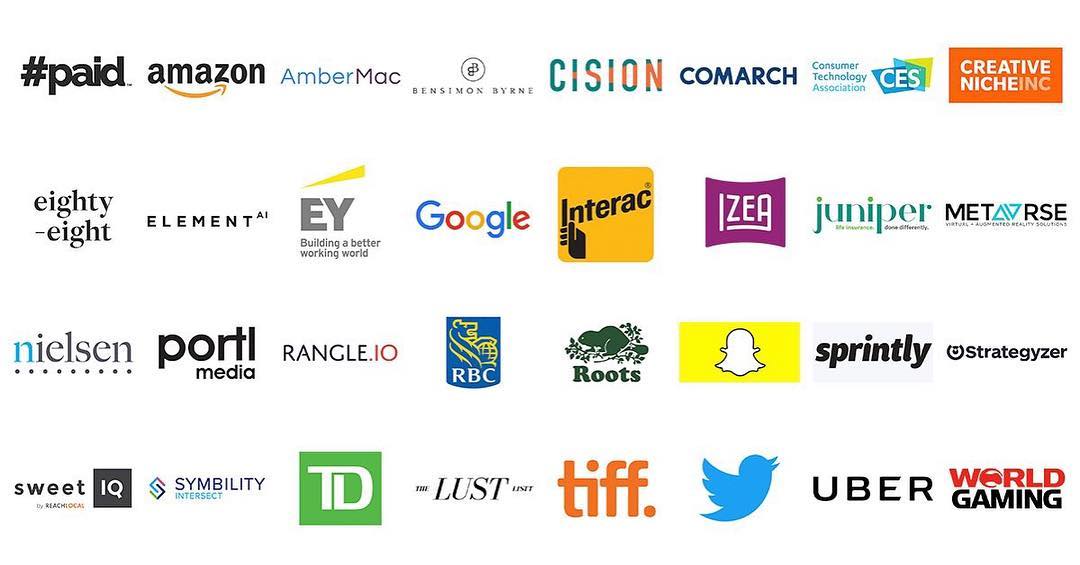 #paid™
amazon
AmberMac
BENSIMON BYRNE
CISION
COMARCH
Consumer
Technology
Association
CES
CREATIVE
NICHEINC
eighty
-eight
ELEMENT AI
EY
Building a better
working world
Google
Interac®
IZEA
juniper
life insurance. done differently.
METAVRSE
VIRTUAL + AUGMENTED REALITY SOLUTIONS
nielsen
portl
media
RANGLE.IO
RBC
Roots
sprintly
Strategyzer
sweet IQ
by REACHLOCAL
SYMBILITY
INTERSECT
TD
THE LUST LIST
tiff.
UBER
WORLD
GAMING